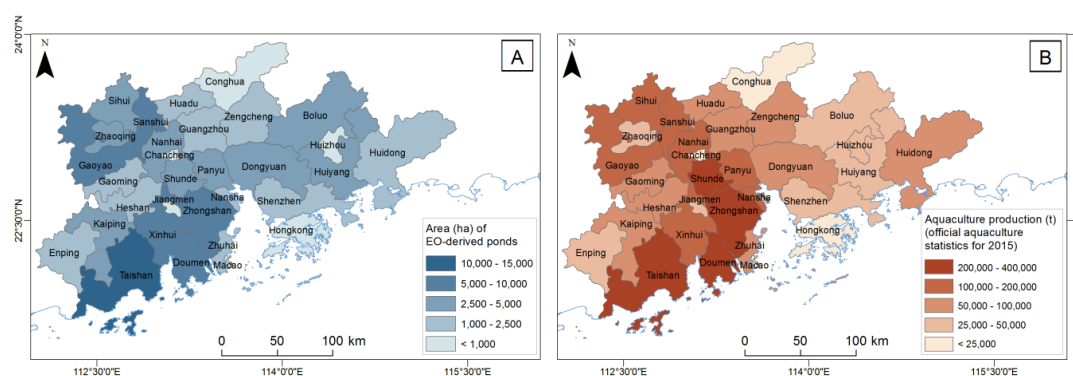 24°0'0"N
N
A
Conghua
Sihui
Huadu
Sanshui
Zengcheng
Boluo
Zhaoqing
Guangzhou
Nanhai
Huizhou
Chancheng
Huidong
Gaoyao
Panyu
Dongyuan
Huiyang
Gaoming
Shunde
Jiangmen
Nansha
Shenzhen
Heshan
Zhongshan
Kaiping
Hongkong
Xinhui
Zhuhai
Enping
Doumen
Macao
Taishan
22°30'0"N
Area (ha) of
EO-derived ponds
10,000 - 15,000
5,000 - 10,000
2,500 - 5,000
1,000 - 2,500
< 1,000
0 50 100 km
112°30'0"E 114°0'0"E 115°30'0"E
N
B
Conghua
Sihui
Huadu
Sanshui
Zengcheng
Boluo
Zhaoqing
Guangzhou
Nanhai
Huizhou
Chancheng
Huidong
Gaoyao
Panyu
Dongyuan
Huiyang
Gaoming
Shunde
Jiangmen
Nansha
Shenzhen
Heshan
Zhongshan
Kaiping
Hongkong
Xinhui
Zhuhai
Enping
Doumen
Macao
Taishan
Aquaculture production (t)
(official aquaculture
statistics for 2015)
200,000 - 400,000
100,000 - 200,000
50,000 - 100,000
25,000 - 50,000
< 25,000
0 50 100 km
112°30'0"E 114°0'0"E 115°30'0"E